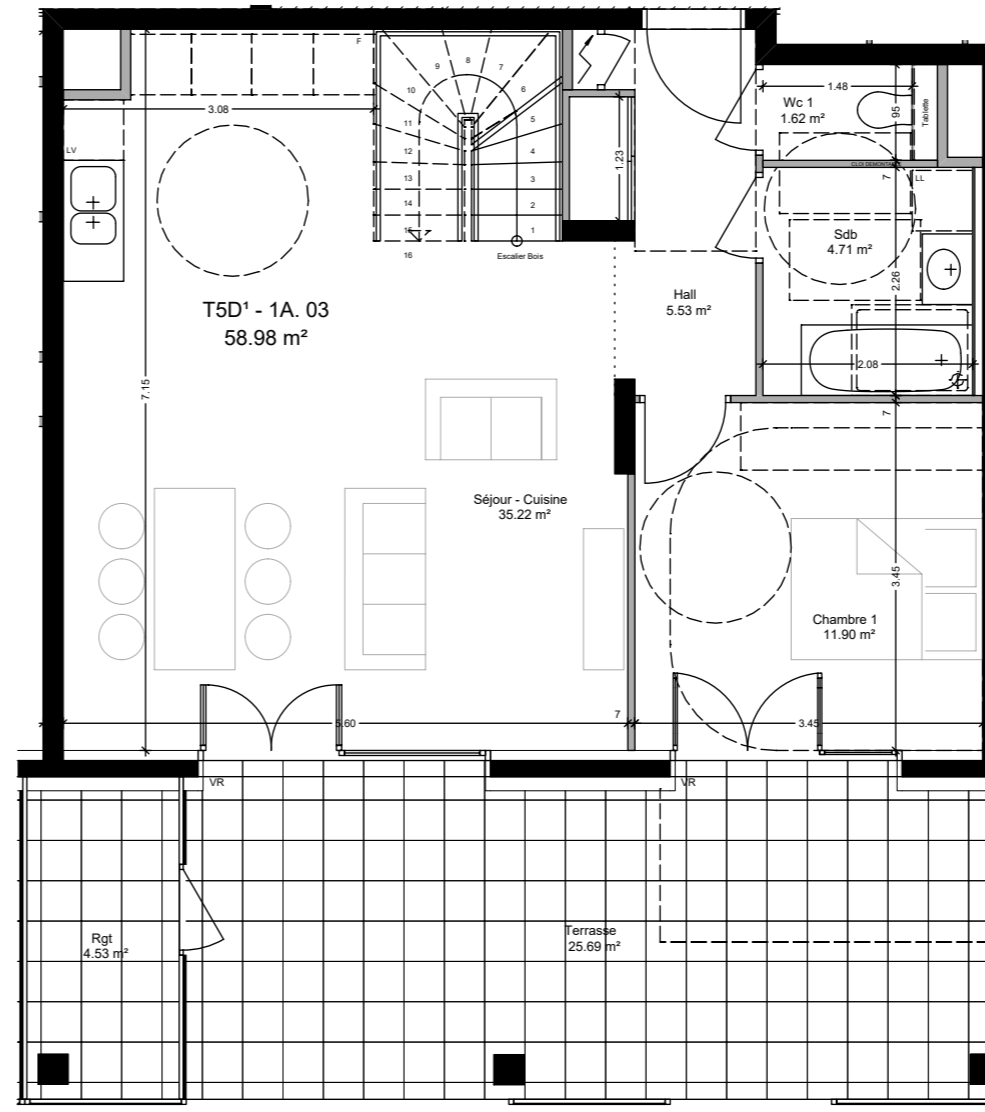 F
3.08
LV
9
8
7
10
6
11
5
12
4
13
3
14
2
15
1
16
Escalier Bois
1.23
1.48
Wc 1
1.62 m²
95
Tablette
CLOI DEMONTA
7
LL
Sdb
4.71 m²
2.26
2.08
Hall
5.53 m²
T5D¹ - 1A. 03
58.98 m²
7.15
7
Séjour - Cuisine
35.22 m²
3.45
Chambre 1
11.90 m²
5.60
7
3.45
VR
VR
Rgt
4.53 m²
Terrasse
25.69 m²